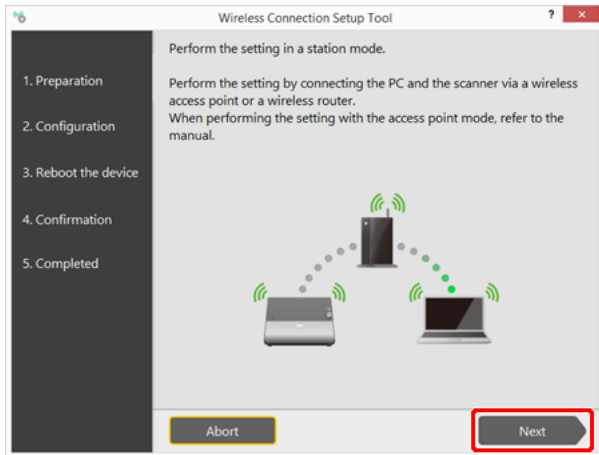 Wireless Connection Setup Tool
?
×
Perform the setting in a station mode.
1. Preparation
2. Configuration
3. Reboot the device
4. Confirmation
5. Completed
Perform the setting by connecting the PC and the scanner via a wireless
access point or a wireless router.
When performing the setting with the access point mode, refer to the
manual.
Abort
Next